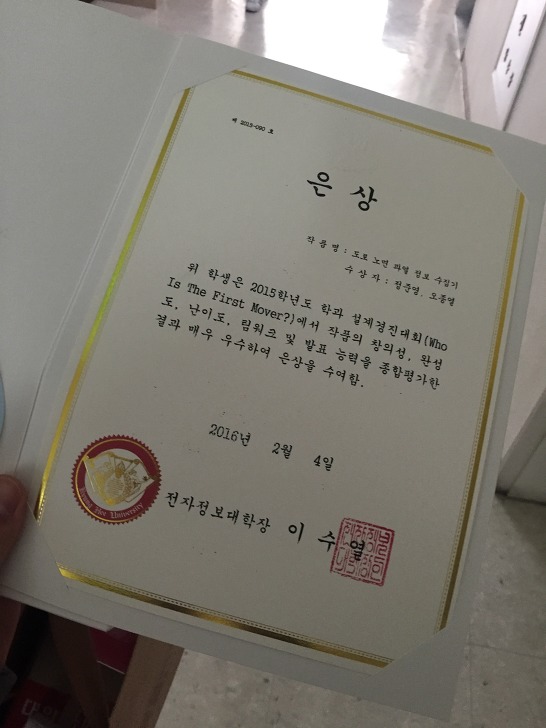 제 2015-090 호
은 상
작 품 명 : 도로 노면 파열 정보 수집기
수 상 자 : 정준영, 오종열
위 학생은 2015학년도 학과 설계경진대회(Who
Is The First Mover?)에서 작품의 창의성, 완성
도, 난이도, 팀워크 및 발표 능력을 종합평가한
결과 매우 우수하여 은상을 수여함.
2016년 2월 4일
전자정보대학장 이 수 열
Kyung Hee University